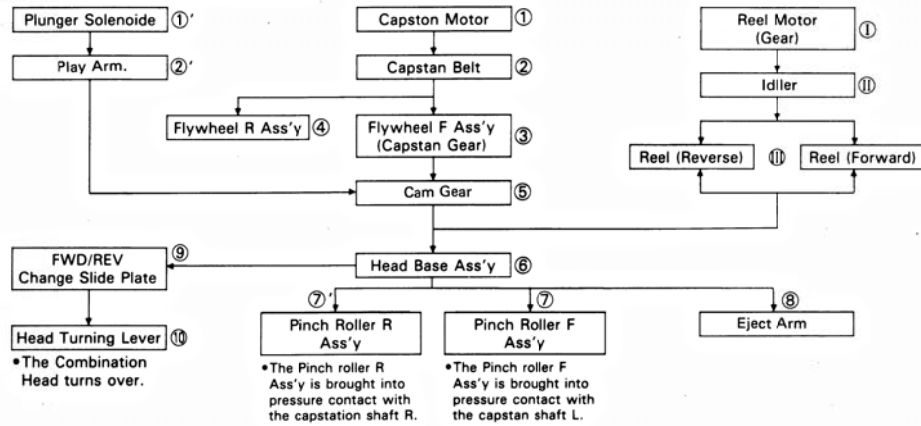 Plunger Solenoide ①'
Capston Motor ①
Reel Motor
(Gear) Ⅰ
Play Arm. ②'
Capstan Belt ②
Idller Ⅱ
Flywheel R Ass'y ④
Flywheel F Ass'y
(Capstan Gear) ③
Reel (Reverse) Ⅲ Reel (Forward)
Cam Gear ⑤
FWD/REV
Change Slide Plate ⑨
Head Base Ass'y ⑥
Head Turning Lever ⑩
•The Combination
Head turns over.
⑦'
Pinch Roller R
Ass'y
•The Pinch roller R
Ass'y is brought into
pressure contact with
the capstation shaft R.
⑦
Pinch Roller F
Ass'y
•The Pinch roller F
Ass'y is brought into
pressure contact with
the capstan shaft L.
⑧
Eject Arm